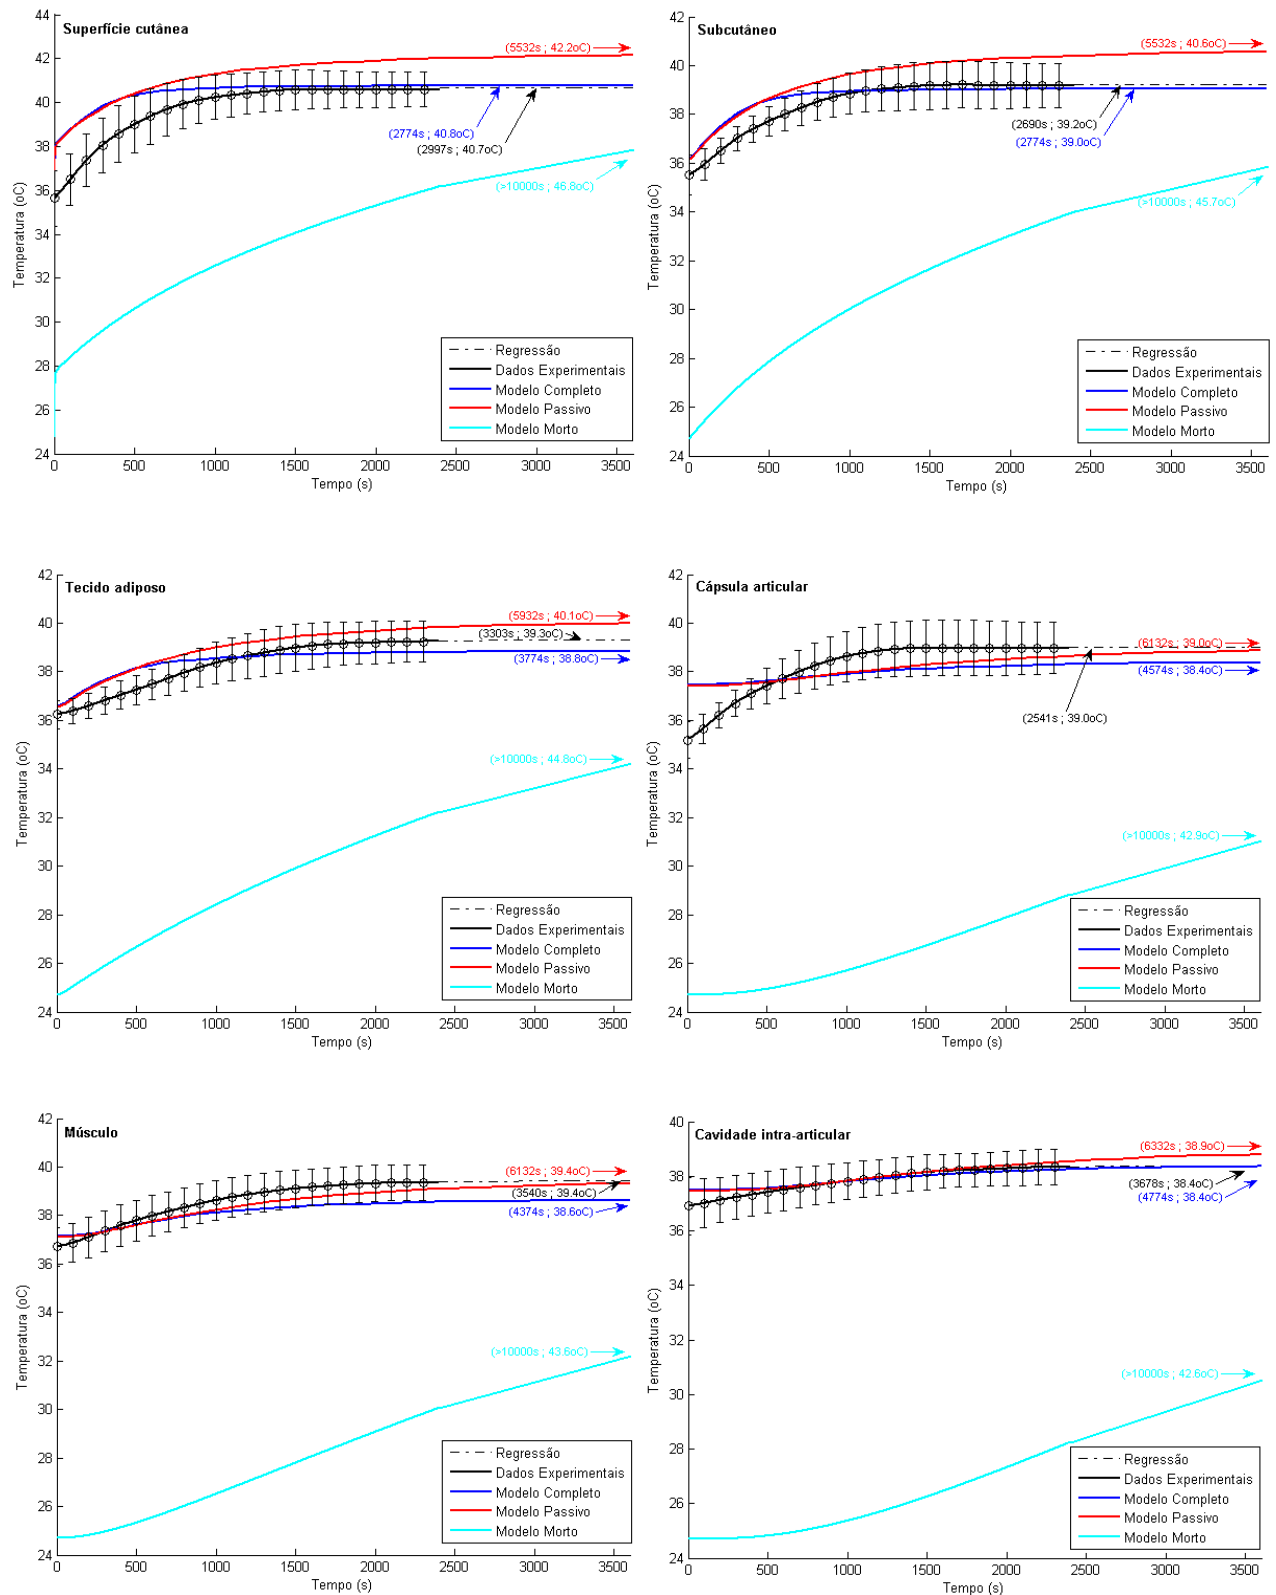 Superfície cutânea
Temperatura (oC)
44
42
40
38
36
34
32
30
28
26
24
(5532s ; 42.2oC)
(2774s ; 40.8oC)
(2997s ; 40.7oC)
(>10000s ; 46.8oC)
Regressão
Dados Experimentais
Modelo Completo
Modelo Passivo
Modelo Morto
0 500 1000 1500 2000 2500 3000 3500
Tempo (s)
Subcutâneo
Temperatura (oC)
42
40
38
36
34
32
30
28
26
24
(5532s ; 40.6oC)
(2690s ; 39.2oC)
(2774s ; 39.0oC)
(>10000s ; 45.7oC)
Regressão
Dados Experimentais
Modelo Completo
Modelo Passivo
Modelo Morto
0 500 1000 1500 2000 2500 3000 3500
Tempo (s)
Tecido adiposo
Temperatura (oC)
42
40
38
36
34
32
30
28
26
24
(5932s ; 40.1oC)
(3303s ; 39.3oC)
(3774s ; 38.8oC)
(>10000s ; 44.8oC)
Regressão
Dados Experimentais
Modelo Completo
Modelo Passivo
Modelo Morto
0 500 1000 1500 2000 2500 3000 3500
Tempo (s)
Cápsula articular
Temperatura (oC)
42
40
38
36
34
32
30
28
26
24
(6132s ; 39.0oC)
(4574s ; 38.4oC)
(2541s ; 39.0oC)
(>10000s ; 42.9oC)
Regressão
Dados Experimentais
Modelo Completo
Modelo Passivo
Modelo Morto
0 500 1000 1500 2000 2500 3000 3500
Tempo (s)
Músculo
Temperatura (oC)
42
40
38
36
34
32
30
28
26
24
(6132s ; 39.4oC)
(3540s ; 39.4oC)
(4374s ; 38.6oC)
(>10000s ; 43.6oC)
Regressão
Dados Experimentais
Modelo Completo
Modelo Passivo
Modelo Morto
0 500 1000 1500 2000 2500 3000 3500
Tempo (s)
Cavidade intra-articular
Temperatura (oC)
40
38
36
34
32
30
28
26
24
(6332s ; 38.9oC)
(3678s ; 38.4oC)
(4774s ; 38.4oC)
(>10000s ; 42.6oC)
Regressão
Dados Experimentais
Modelo Completo
Modelo Passivo
Modelo Morto
0 500 1000 1500 2000 2500 3000 3500
Tempo (s)